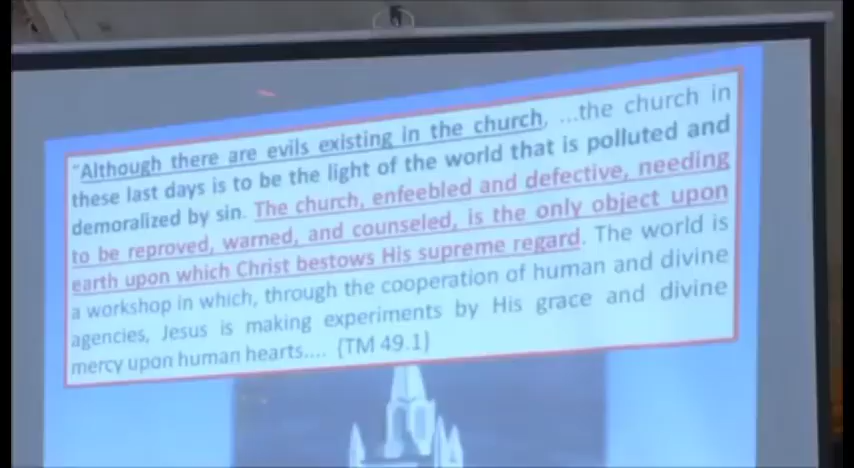 "Although there are evils existing in the church, ...the church in
these last days is to be the light of the world that is polluted and
demoralized by sin. The church, enfeebled and defective, needing
to be reproved, warned, and counseled, is the only object upon
earth upon which Christ bestows His supreme regard. The world is
a workshop in which, through the cooperation of human and divine
agencies, Jesus is making experiments by His grace and divine
mercy upon human hearts.... {TM 49.1}